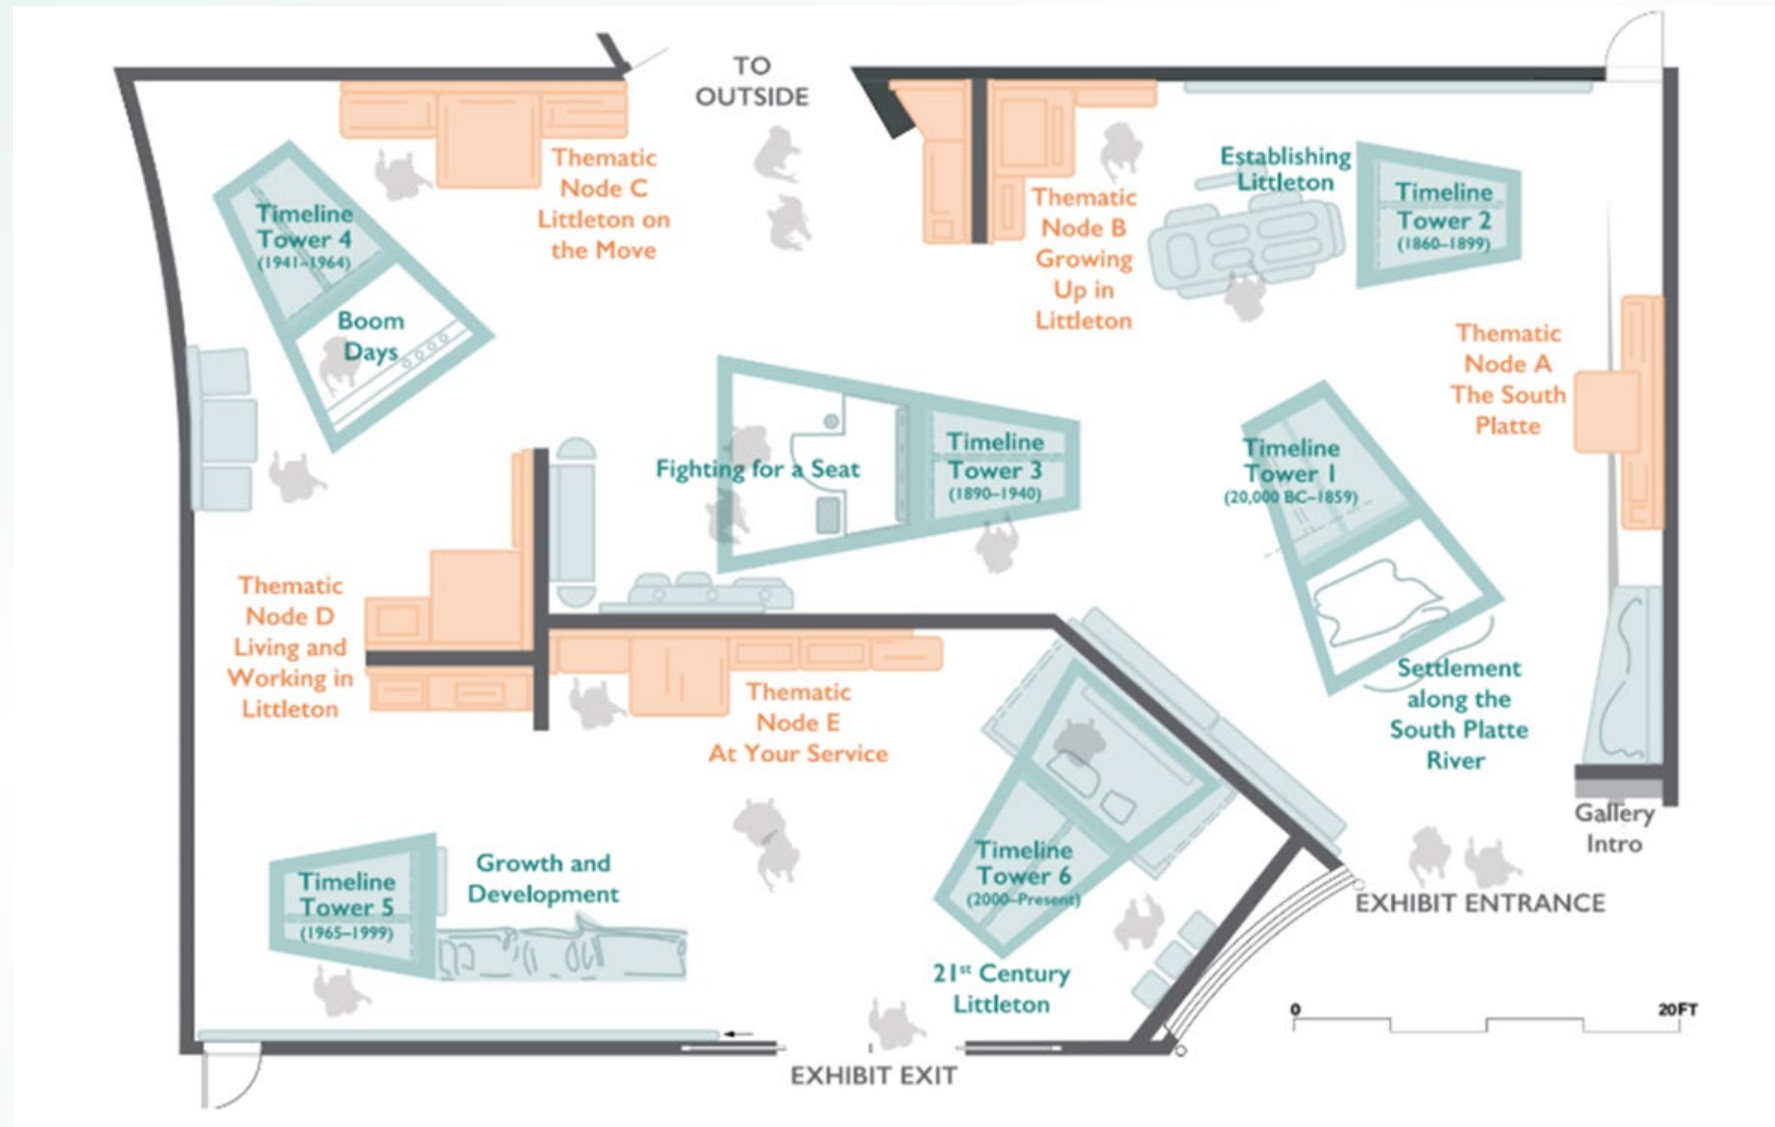 TO
OUTSIDE
Thematic
Node C
Littleton on
the Move
Timeline
Tower 4
(1941–1964)
Boom
Days
Thematic
Node B
Growing
Up in
Littleton
Establishing
Littleton
Timeline
Tower 2
(1860–1899)
Thematic
Node A
The South
Platte
Fighting for a Seat
Timeline
Tower 3
(1890–1940)
Timeline
Tower 1
(20,000 BC–1859)
Settlement
along the
South Platte
River
Thematic
Node D
Living and
Working in
Littleton
Thematic
Node E
At Your Service
Gallery
Intro
Timeline
Tower 5
(1965–1999)
Growth and
Development
Timeline
Tower 6
(2000–Present)
21st Century
Littleton
EXHIBIT ENTRANCE
0 20FT
EXHIBIT EXIT